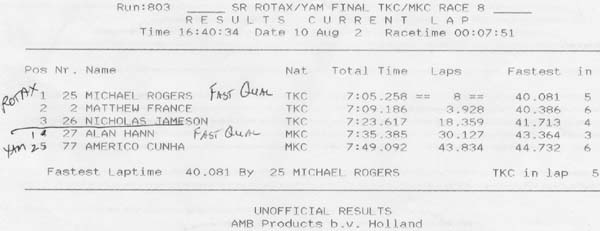 Run:803 ____ SR ROTAX/YAM FINAL TKC/MKC RACE 8 ____
RESULTS CURRENT LAP
Time 16:40:34 Date 10 Aug 2 Racetime 00:07:51
Pos Nr. Name Nat Total Time Laps Fastest in
ROTAX 1 25 MICHAEL ROGERS FAST QUAL TKC 7:05.258 == 8 == 40.081 5
2 2 MATTHEW FRANCE TKC 7:09.186 3.928 40.386 6
3 26 NICHOLAS JAMESON TKC 7:23.617 18.359 41.713 4
1 27 ALAN HANN FAST QUAL MKC 7:35.385 30.127 43.364 3
YAM 2 5 77 AMERICO CUNHA MKC 7:49.092 43.834 44.732 6
Fastest Laptime 40.081 By 25 MICHAEL ROGERS TKC in lap 5
UNOFFICIAL RESULTS
AMB Products b.v. Holland